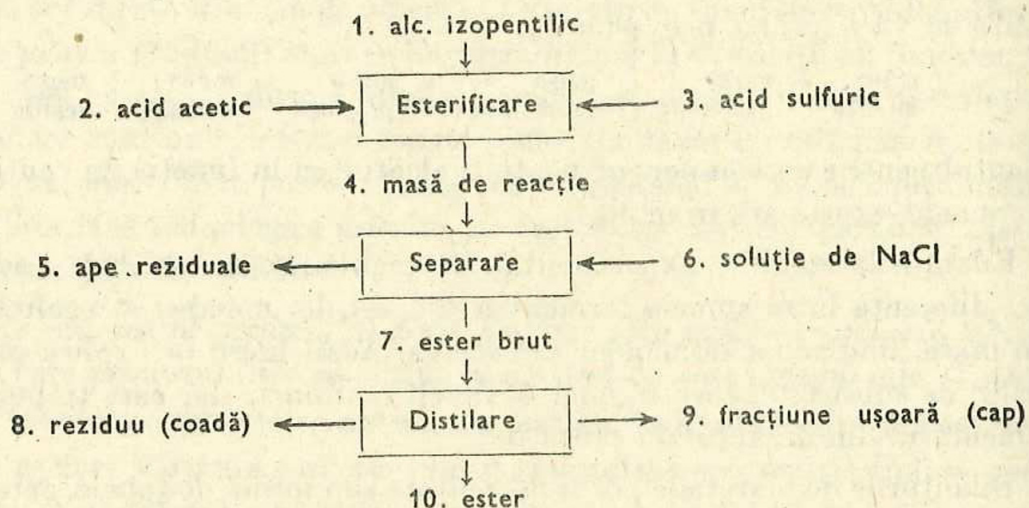 1. alc. izopentilic
2. acid acetic
Esterificare
3. acid sulfuric
4. masă de reacție
5. ape reziduale
Separare
6. soluție de NaCl
7. ester brut
8. reziduu (coadă)
Distilare
9. fracțiune ușoară (cap)
10. ester